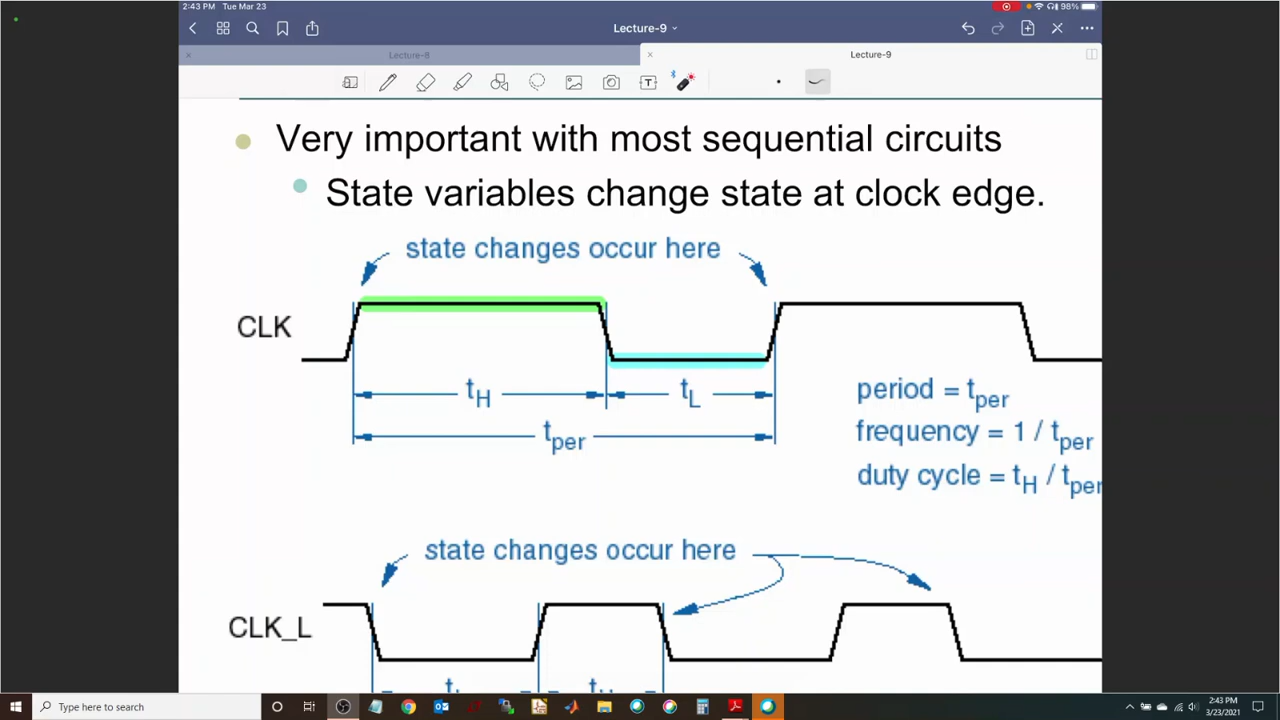 2:43 PM Tue Mar 23
98%
Lecture-9
Lecture-8
Lecture-9
T
Very important with most sequential circuits
State variables change state at clock edge.
state changes occur here
CLK
tH
tL
tper
period = tper
frequency = 1 / tper
duty cycle = tH / tper
state changes occur here
CLK_L
Type here to search
2:43 PM
3/23/2021